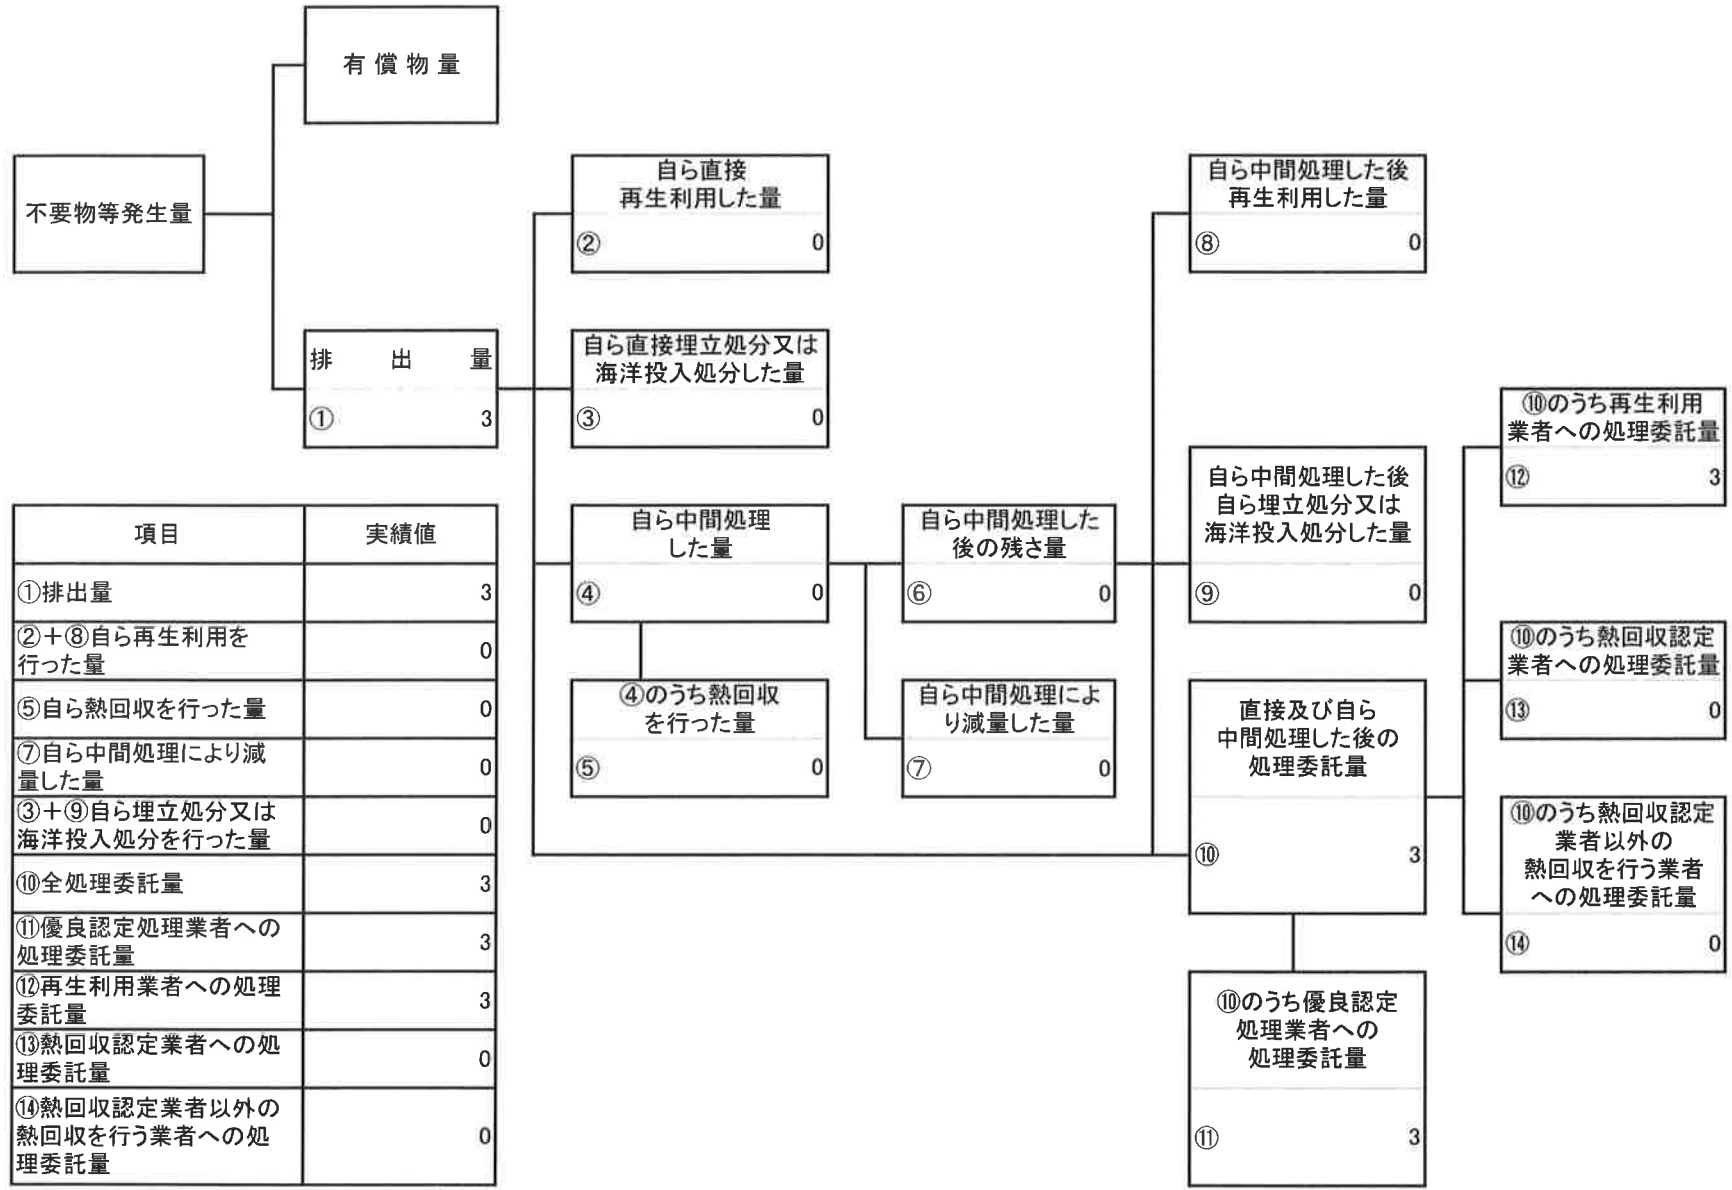 有償物量
不要物等発生量
排出量
① 3
自ら直接
再生利用した量
② 0
自ら直接埋立処分又は
海洋投入処分した量
③ 0
自ら中間処理
した量
④ 0
④のうち熱回収
を行った量
⑤ 0
自ら中間処理した
後の残さ量
⑥ 0
自ら中間処理によ
り減量した量
⑦ 0
自ら中間処理した後
再生利用した量
⑧ 0
自ら中間処理した後
自ら埋立処分又は
海洋投入処分した量
⑨ 0
直接及び自ら
中間処理した後の
処理委託量
⑩ 3
⑩のうち優良認定
処理業者への
処理委託量
⑪ 3
⑩のうち再生利用
業者への処理委託量
⑫ 3
⑩のうち熱回収認定
業者への処理委託量
⑬ 0
⑩のうち熱回収認定
業者以外の
熱回収を行う業者
への処理委託量
⑭ 0
項目 実績値
①排出量 3
②＋⑧自ら再生利用を
行った量 0
⑤自ら熱回収を行った量 0
⑦自ら中間処理により減
量した量 0
③＋⑨自ら埋立処分又は
海洋投入処分を行った量 0
⑩全処理委託量 3
⑪優良認定処理業者への
処理委託量 3
⑫再生利用業者への処理
委託量 3
⑬熱回収認定業者への処
理委託量 0
⑭熱回収認定業者以外の
熱回収を行う業者への処
理委託量 0